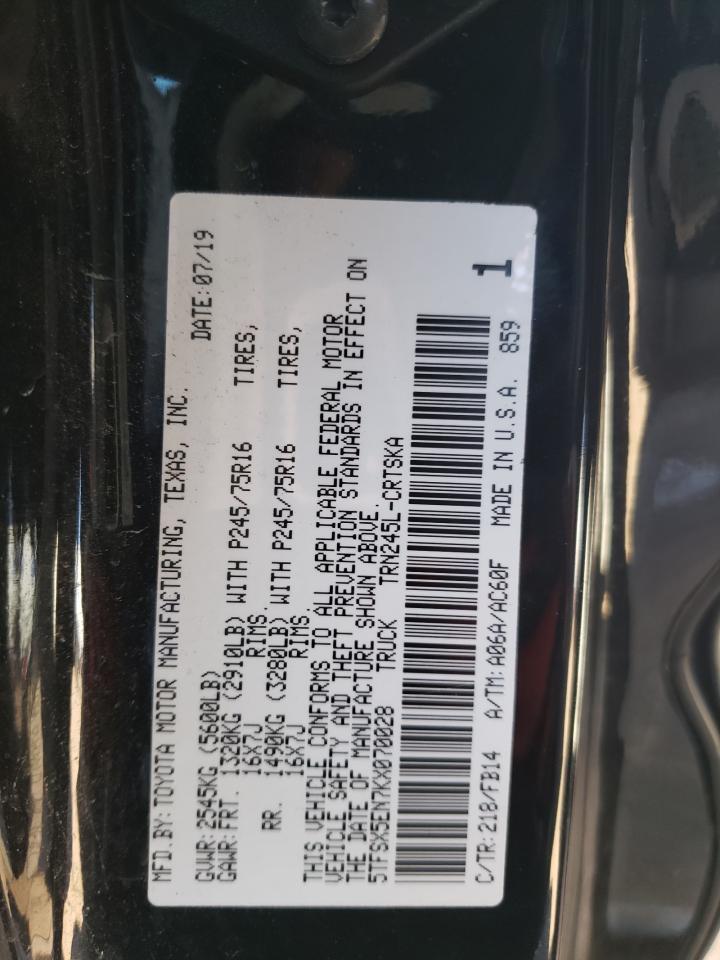 MFD.BY:TOYOTA MOTOR MANUFACTURING, TEXAS, INC.
DATE:07/19
GVWR:2545KG (5600LB)
GAWR:FRT. 1320KG (2910LB) WITH P245/75R16 TIRES,
16X7J RIMS.
RR. 1490KG (3280LB) WITH P245/75R16 TIRES,
16X7J RIMS.
THIS VEHICLE CONFORMS TO ALL APPLICABLE FEDERAL MOTOR
VEHICLE SAFETY AND THEFT PREVENTION STANDARDS IN EFFECT ON
THE DATE OF MANUFACTURE SHOWN ABOVE.
5TFSX5EN7KX070028 TRUCK TRN245L-CRTSKA
C/TR:218/FB14 A/TM:A06A/AC60F MADE IN U.S.A. 859
1